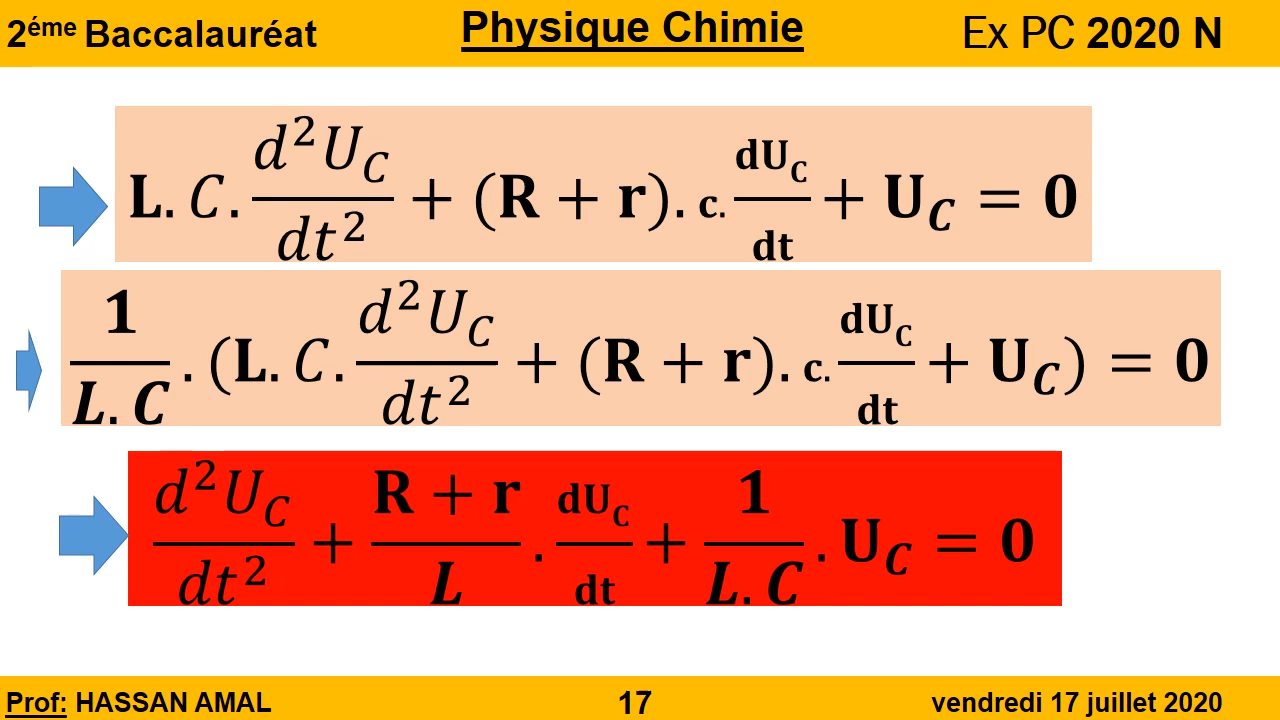 2éme Baccalauréat
Physique Chimie
Ex PC 2020 N
L. C. d²U_C/dt² + (R + r). c. dU_C/dt + U_C = 0
1/L. C . (L. C. d²U_C/dt² + (R + r). c. dU_C/dt + U_C) = 0
d²U_C/dt² + R + r/L . dU_C/dt + 1/L. C . U_C = 0
Prof: HASSAN AMAL
17
vendredi 17 juillet 2020